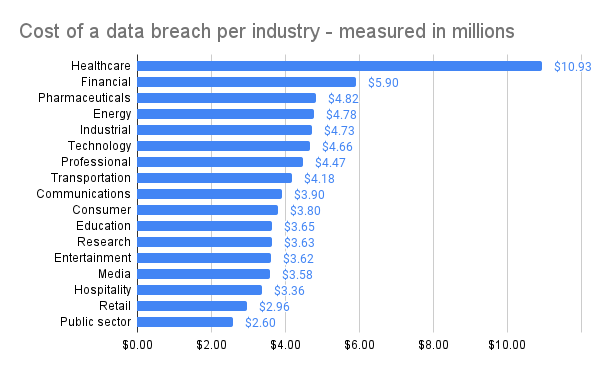 Cost of a data breach per industry - measured in millions
Healthcare $10.93
Financial $5.90
Pharmaceuticals $4.82
Energy $4.78
Industrial $4.73
Technology $4.66
Professional $4.47
Transportation $4.18
Communications $3.90
Consumer $3.80
Education $3.65
Research $3.63
Entertainment $3.62
Media $3.58
Hospitality $3.36
Retail $2.96
Public sector $2.60
$0.00 $2.00 $4.00 $6.00 $8.00 $10.00